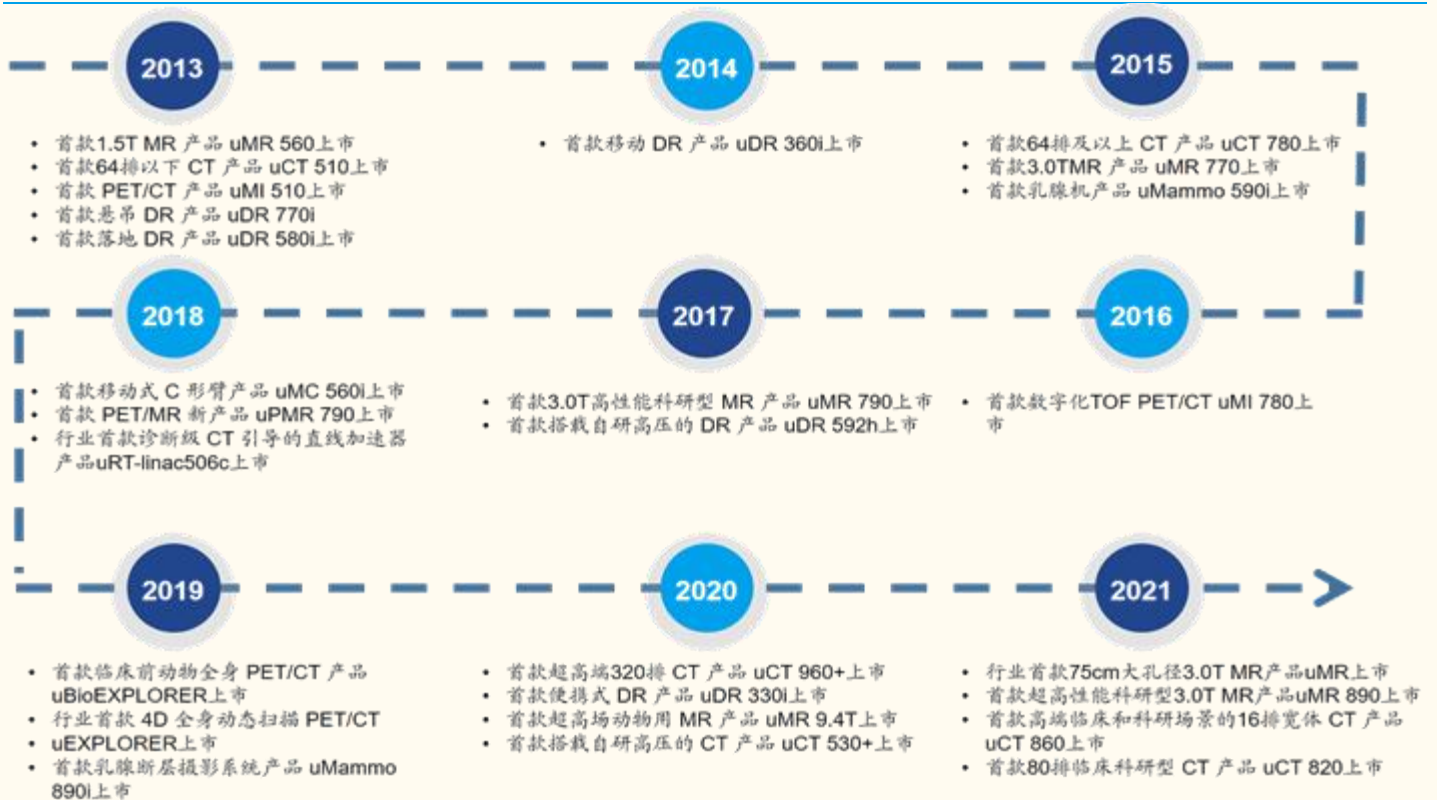 2013
• 首款1.5T MR 产品 uMR 560上市
• 首款64排以下 CT 产品 uCT 510上市
• 首款 PET/CT 产品 uMI 510上市
• 首款悬吊 DR 产品 uDR 770i
• 首款落地 DR 产品 uDR 580i上市
2014
• 首款移动 DR 产品 uDR 360i上市
2015
• 首款64排及以上 CT 产品 uCT 780上市
• 首款3.0TMR 产品 uMR 770上市
• 首款乳腺机产品 uMammo 590i上市
2016
• 首款数字化TOF PET/CT uMI 780上
市
2017
• 首款3.0T高性能科研型 MR 产品 uMR 790上市
• 首款搭载自研高压的 DR 产品 uDR 592h上市
2018
• 首款移动式 C 形臂产品 uMC 560i上市
• 首款 PET/MR 新产品 uPMR 790上市
• 行业首款诊断级 CT 引导的直线加速器
产品uRT-linac506c上市
2019
• 首款临床前动物全身 PET/CT 产品
uBioEXPLORER上市
• 行业首款 4D 全身动态扫描 PET/CT
• uEXPLORER上市
• 首款乳腺断层摄影系统产品 uMammo
890i上市
2020
• 首款超高端320排 CT 产品 uCT 960+上市
• 首款便携式 DR 产品 uDR 330i上市
• 首款超高场动物用 MR 产品 uMR 9.4T上市
• 首款搭载自研高压的 CT 产品 uCT 530+上市
2021
• 行业首款75cm大孔径3.0T MR产品uMR上市
• 首款超高性能科研型3.0T MR产品uMR 890上市
• 首款高端临床和科研场景的16排宽体 CT 产品
uCT 860上市
• 首款80排临床科研型 CT 产品 uCT 820上市